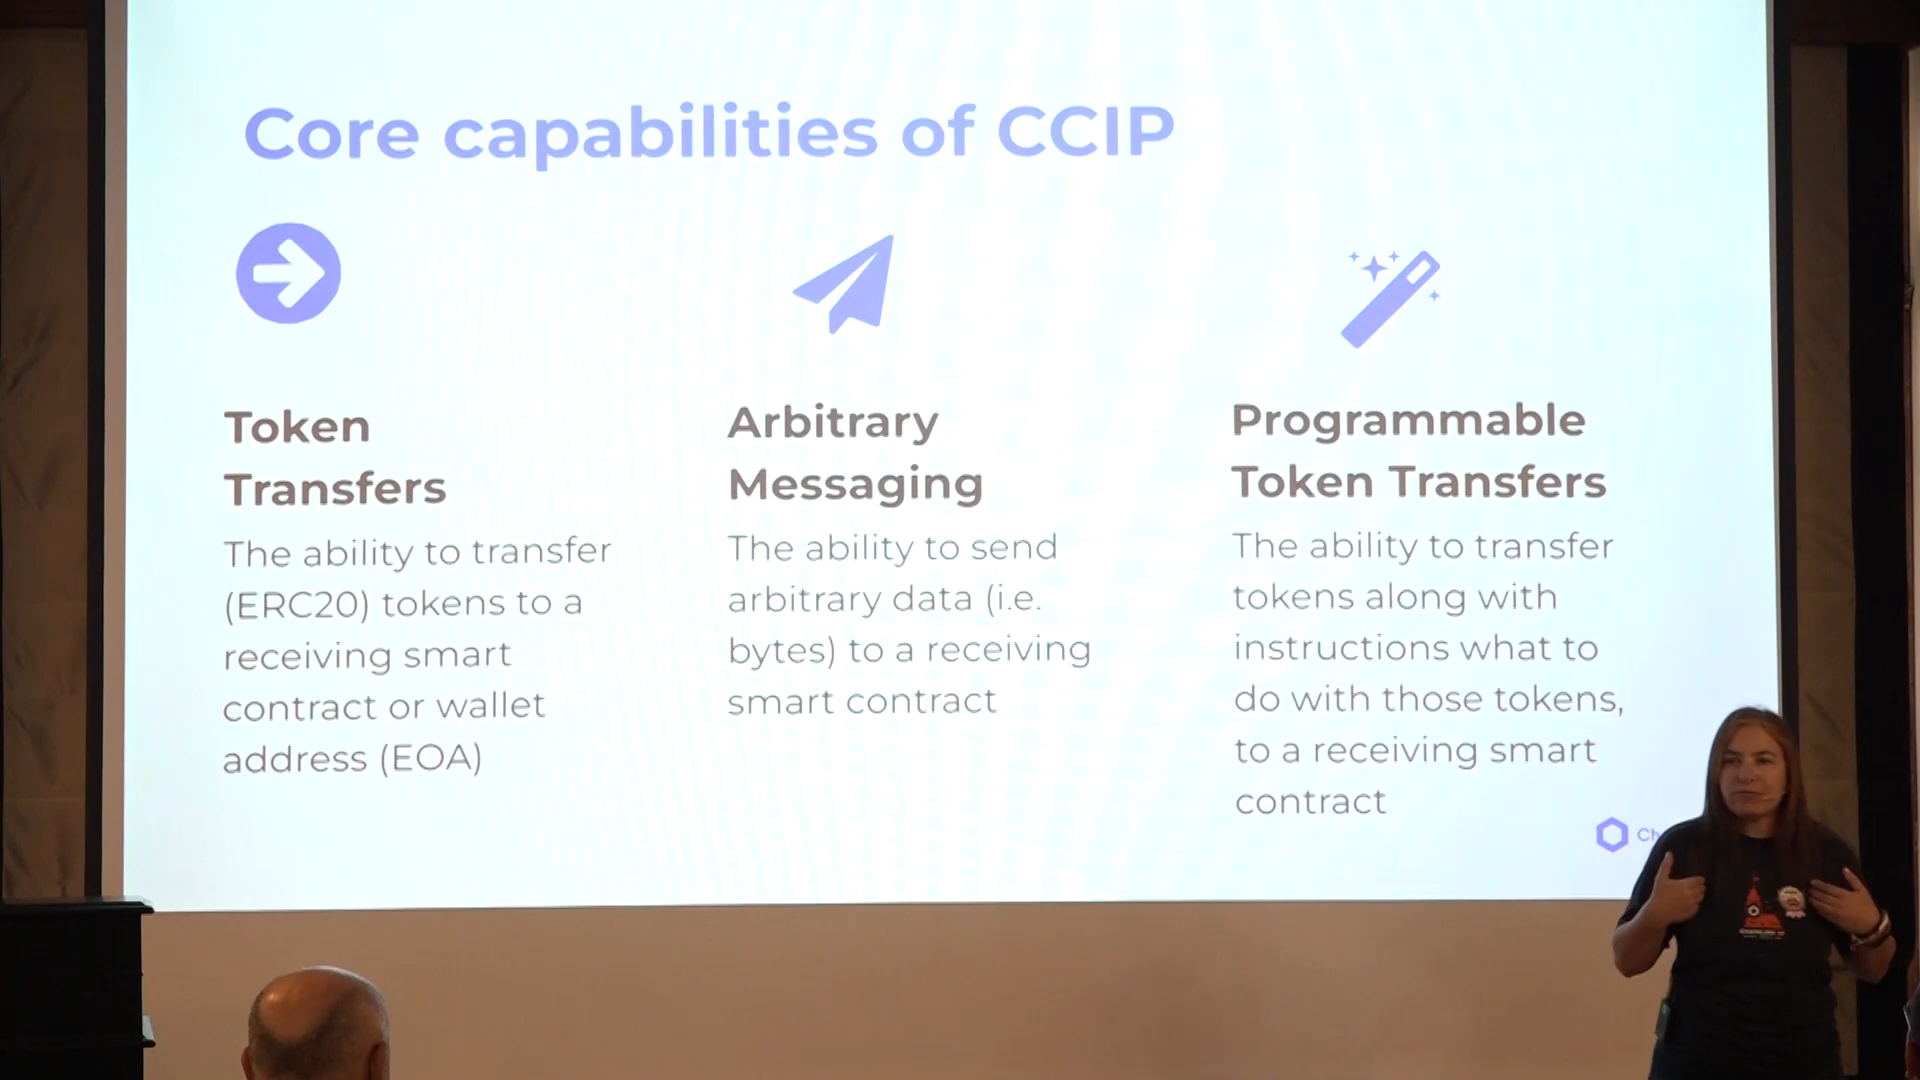 Core capabilities of CCIP
Token
Transfers
The ability to transfer
(ERC20) tokens to a
receiving smart
contract or wallet
address (EOA)
Arbitrary
Messaging
The ability to send
arbitrary data (i.e.
bytes) to a receiving
smart contract
Programmable
Token Transfers
The ability to transfer
tokens along with
instructions what to
do with those tokens,
to a receiving smart
contract